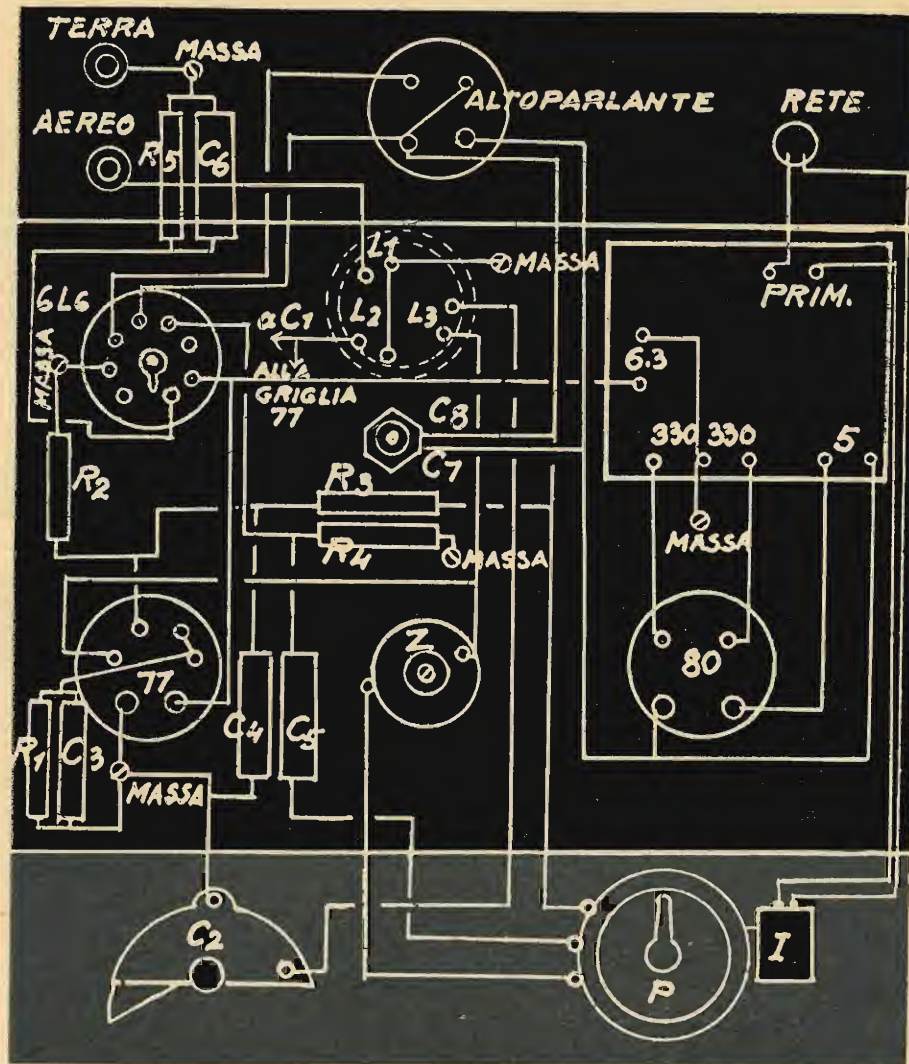 TERRA
MASSA
AEREO
R5
C6
ALTOPARLANTE
RETE
L1
MASSA
PRIM.
6L6
L2
L3
a C1
ALLA
GRIGLIA
77
6.3
MASSA
C8
C7
330
330
5
R2
R3
R4
MASSA
MASSA
77
Z
80
R1
C3
C4
C5
MASSA
C2
P
I